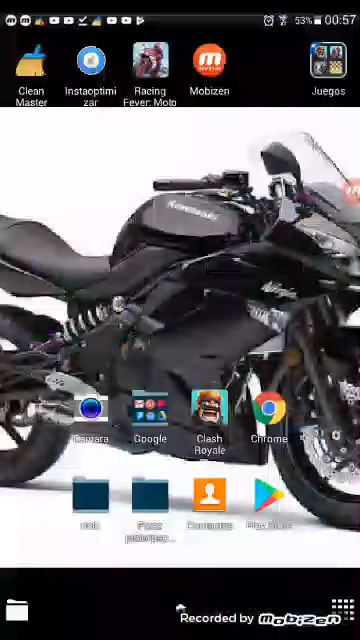 53% 00:57
Clean Master
Instaoptimi zar
Racing Fever: Moto
Mobizen
Juegos
Kawasaki
Ninja
Cámara
Google
Clash Royale
Chrome
Contactos
Play Store
Recorded by mobizen